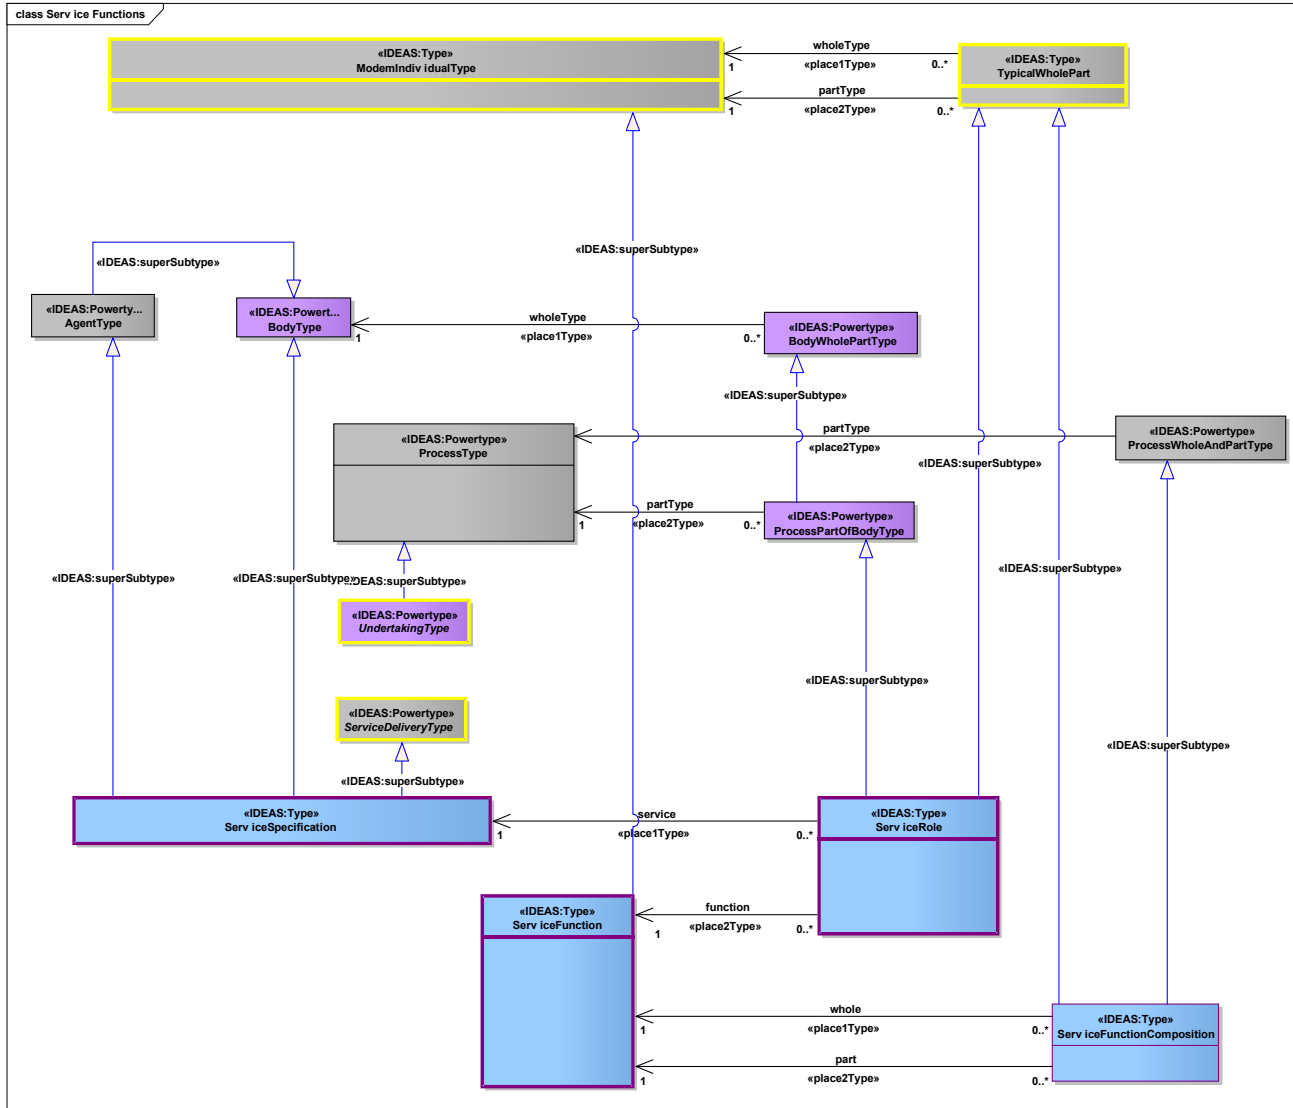 class Serv ice Functions
«IDEAS:Type»
ModemIndiv idualType
wholeType
«place1Type»
1
0..*
partType
«place2Type»
1
0..*
«IDEAS:Type»
TypicalWholePart
«IDEAS:superSubtype»
«IDEAS:superSubtype»
«IDEAS:Powerty...
AgentType
«IDEAS:Powert...
BodyType
wholeType
«place1Type»
1
0..*
«IDEAS:Powertype»
BodyWholePartType
«IDEAS:superSubtype»
«IDEAS:Powertype»
ProcessType
partType
«place2Type»
«IDEAS:Powertype»
ProcessWholeAndPartType
«IDEAS:superSubtype»
partType
«place2Type»
1
0..*
«IDEAS:Powertype»
ProcessPartOfBodyType
«IDEAS:superSubtype»
«IDEAS:superSubtype»
«IDEAS:superSubtype»
«IDEAS:superSubtype»
«IDEAS:Powertype»
UndertakingType
«IDEAS:superSubtype»
«IDEAS:Powertype»
ServiceDeliveryType
«IDEAS:superSubtype»
«IDEAS:superSubtype»
«IDEAS:Type»
Serv iceSpecification
service
«place1Type»
1
0..*
«IDEAS:Type»
Serv iceRole
«IDEAS:Type»
Serv iceFunction
function
«place2Type»
1
0..*
whole
«place1Type»
1
0..*
part
«place2Type»
1
0..*
«IDEAS:Type»
Serv iceFunctionComposition